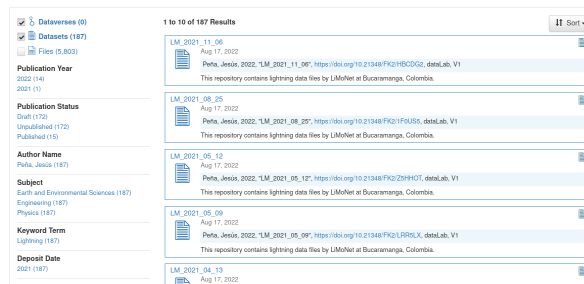 Dataverses (0)
Datasets (187)
Files (5,803)
Publication Year
2022 (14)
2021 (1)
Publication Status
Draft (172)
Unpublished (172)
Published (15)
Author Name
Peña, Jesús (187)
Subject
Earth and Environmental Sciences (187)
Engineering (187)
Physics (187)
Keyword Term
Lightning (187)
Deposit Date
2021 (187)
1 to 10 of 187 Results
Sort
LM_2021_11_06
Aug 17, 2022
Peña, Jesús, 2022, "LM_2021_11_06", https://doi.org/10.21348/FK2/HBCDG2, dataLab, V1
This repository contains lightning data files by LiMoNet at Bucaramanga, Colombia.
LM_2021_08_25
Aug 17, 2022
Peña, Jesús, 2022, "LM_2021_08_25", https://doi.org/10.21348/FK2/1F0US5, dataLab, V1
This repository contains lightning data files by LiMoNet at Bucaramanga, Colombia.
LM_2021_05_12
Aug 17, 2022
Peña, Jesús, 2022, "LM_2021_05_12", https://doi.org/10.21348/FK2/Z5HHOT, dataLab, V1
This repository contains lightning data files by LiMoNet at Bucaramanga, Colombia.
LM_2021_05_09
Aug 17, 2022
Peña, Jesús, 2022, "LM_2021_05_09", https://doi.org/10.21348/FK2/LRR5LX, dataLab, V1
This repository contains lightning data files by LiMoNet at Bucaramanga, Colombia.
LM_2021_04_13
Aug 17, 2022